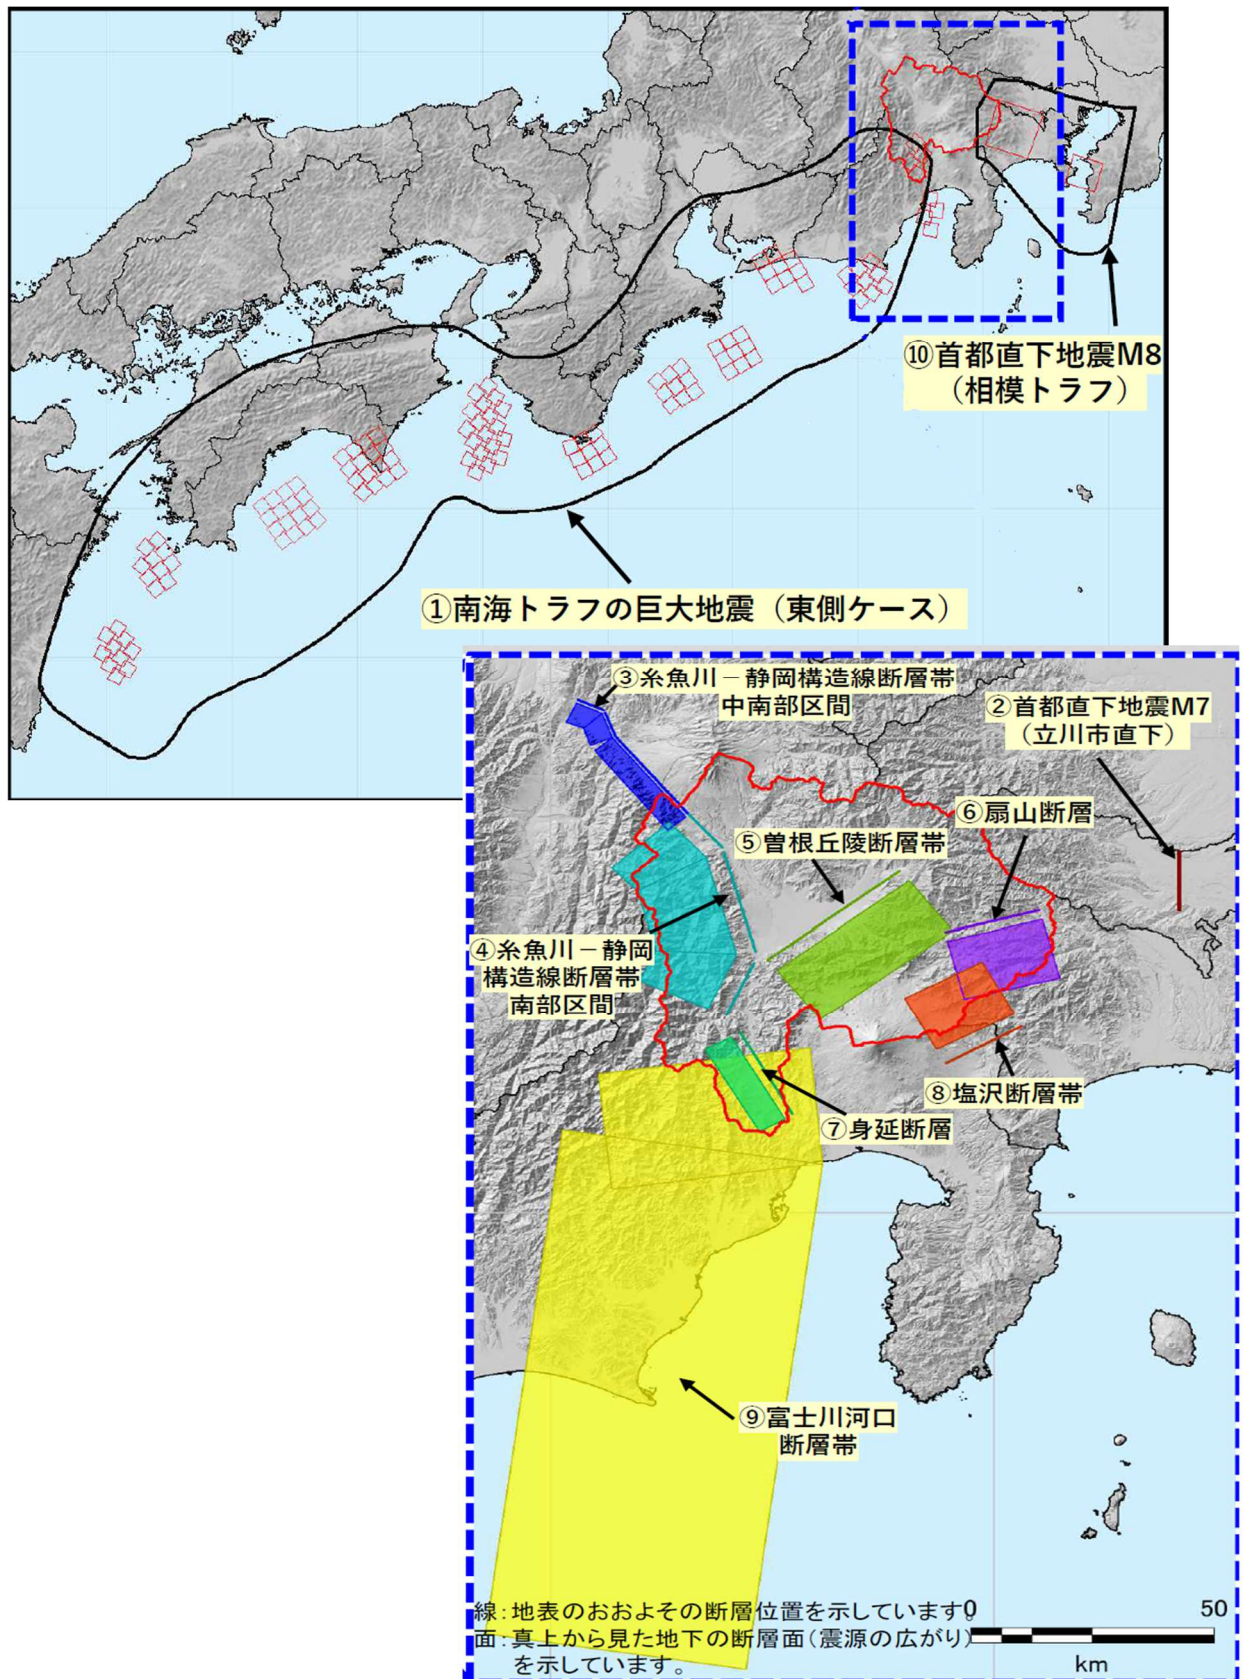 ⑩首都直下地震M8
（相模トラフ）
①南海トラフの巨大地震（東側ケース）
③糸魚川－静岡構造線断層帯
中南部区間
②首都直下地震M7
（立川市直下）
⑥扇山断層
⑤曽根丘陵断層帯
④糸魚川－静岡
構造線断層帯
南部区間
⑧塩沢断層帯
⑦身延断層
⑨富士川河口
断層帯
線：地表のおおよその断層位置を示しています。
面：真上から見た地下の断層面（震源の広がり）
を示しています。
0 50
km